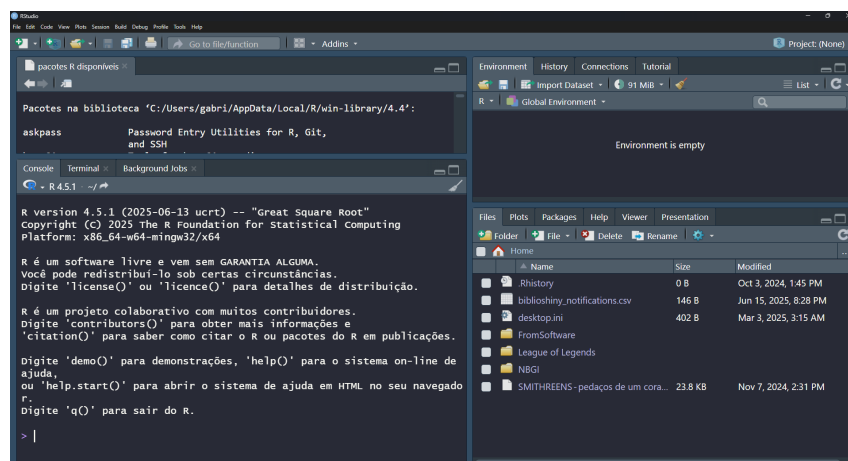 RStudio
File Edit Code View Plots Session Build Debug Profile Tools Help
Go to file/function Addins Project: (None)
pacotes R disponíveis
Pacotes na biblioteca ‘C:/Users/gabri/AppData/Local/R/win-library/4.4’:
askpass Password Entry Utilities for R, Git,
and SSH
Console Terminal Background Jobs
R 4.5.1 · ~/
R version 4.5.1 (2025-06-13 ucrt) -- "Great Square Root"
Copyright (C) 2025 The R Foundation for Statistical Computing
Platform: x86_64-w64-mingw32/x64
R é um software livre e vem sem GARANTIA ALGUMA.
Você pode redistribuí-lo sob certas circunstâncias.
Digite 'license()' ou 'licence()' para detalhes de distribuição.
R é um projeto colaborativo com muitos contribuidores.
Digite 'contributors()' para obter mais informações e
'citation()' para saber como citar o R ou pacotes do R em publicações.
Digite 'demo()' para demonstrações, 'help()' para o sistema on-line de
ajuda,
ou 'help.start()' para abrir o sistema de ajuda em HTML no seu navegado
r.
Digite 'q()' para sair do R.
>
Environment History Connections Tutorial
Import Dataset 91 MiB List
R Global Environment
Environment is empty
Files Plots Packages Help Viewer Presentation
Folder File Delete Rename
Home
Name Size Modified
.Rhistory 0 B Oct 3, 2024, 1:45 PM
biblioshiny_notifications.csv 146 B Jun 15, 2025, 8:28 PM
desktop.ini 402 B Mar 3, 2025, 3:15 AM
FromSoftware
League of Legends
NBGI
SMITHREENS - pedaços de um cora... 23.8 KB Nov 7, 2024, 2:31 PM